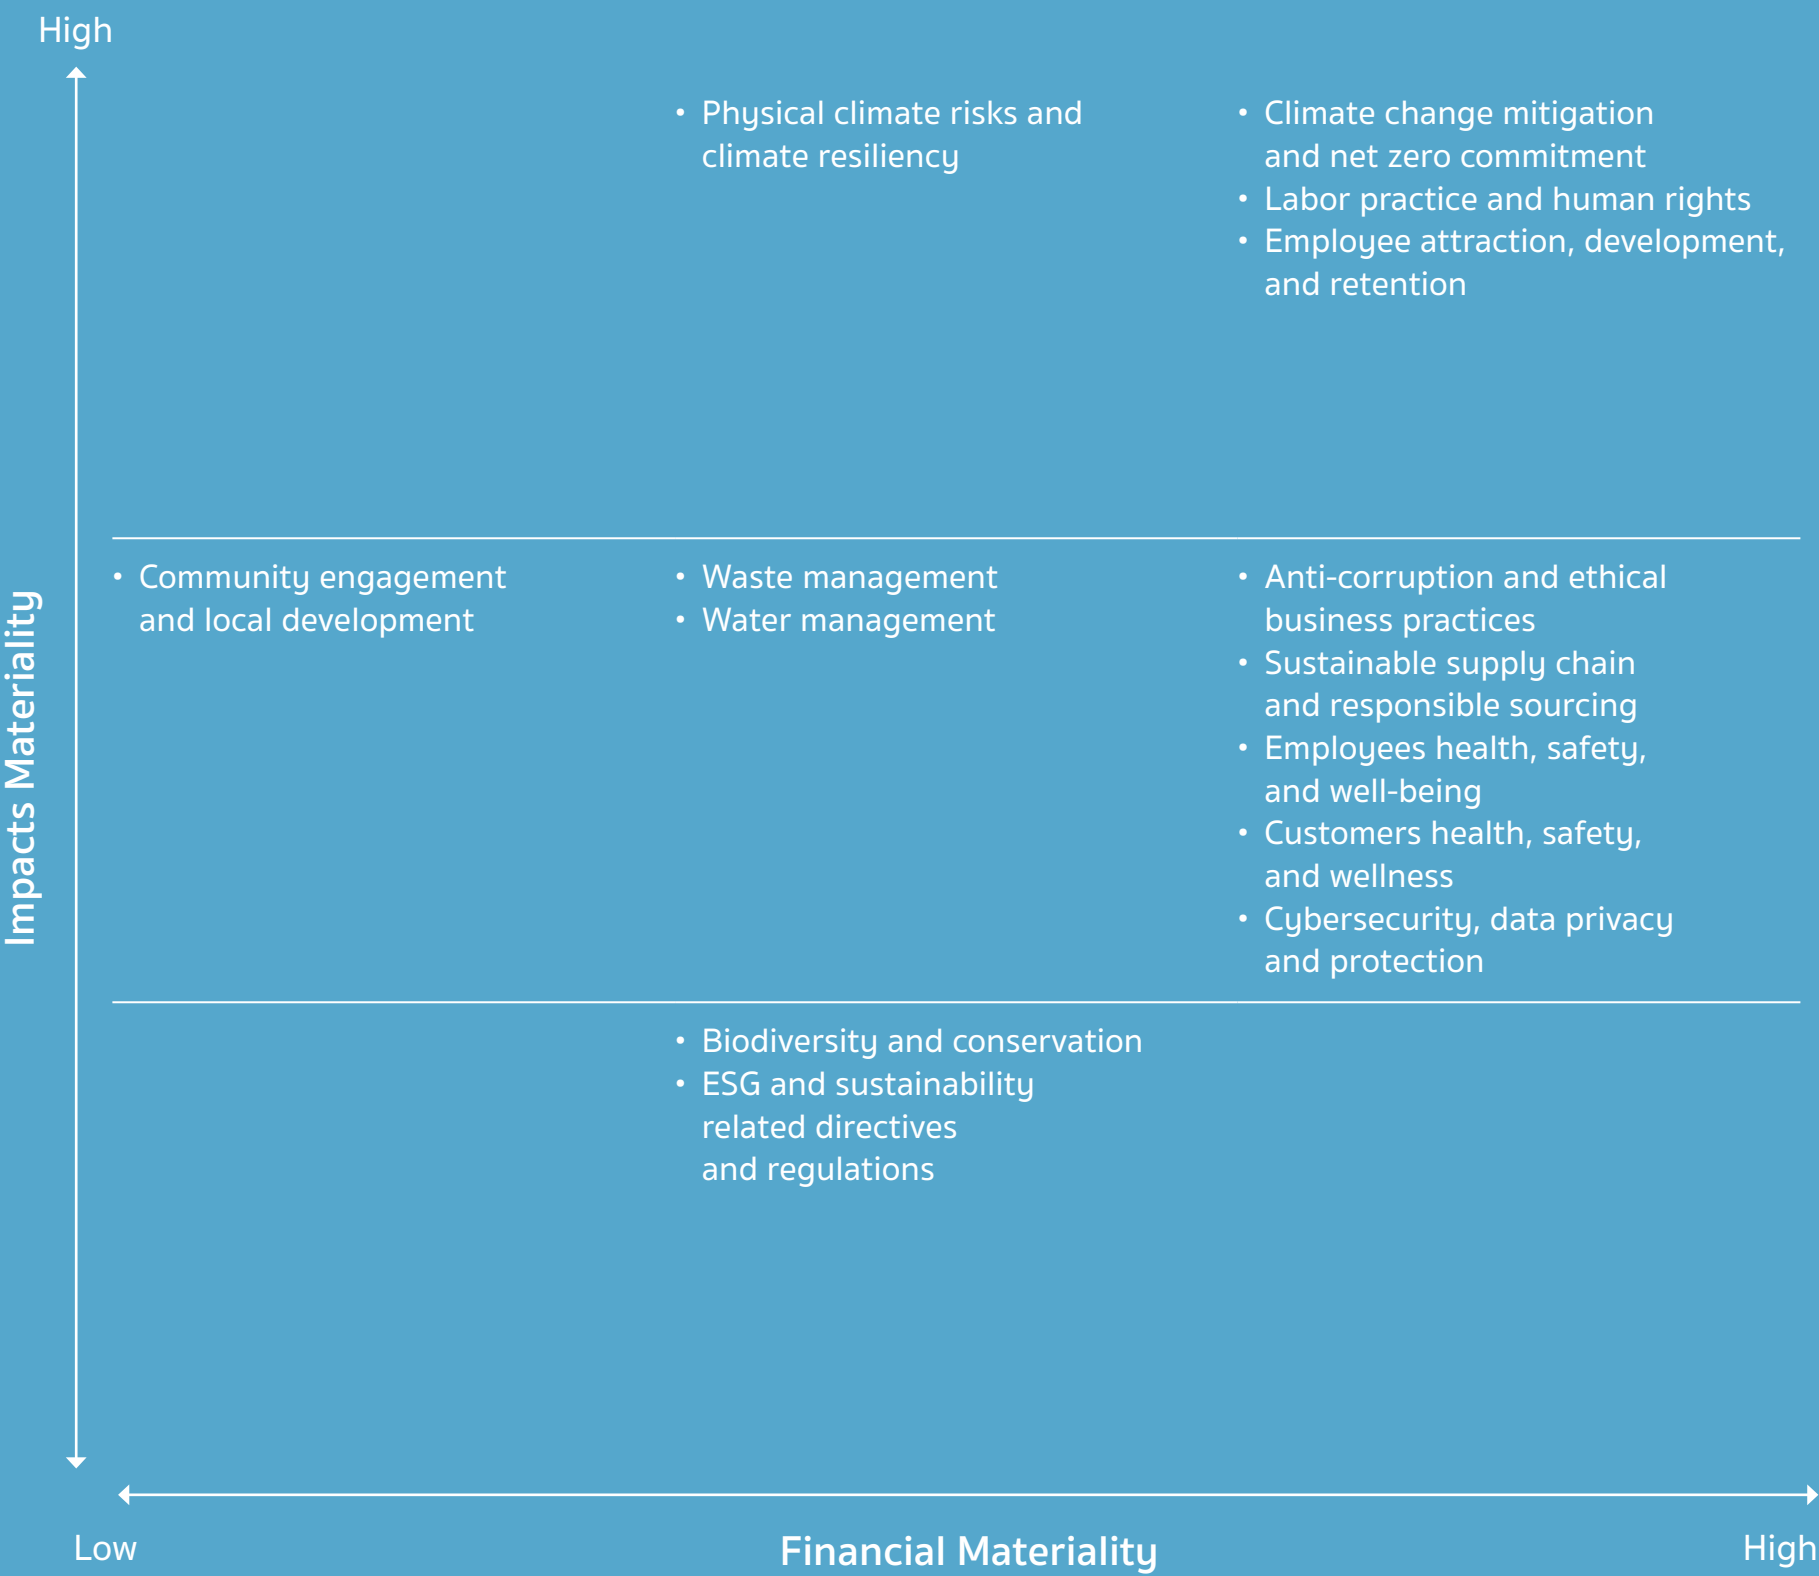 High
• Physical climate risks and
climate resiliency
• Climate change mitigation
and net zero commitment
• Labor practice and human rights
• Employee attraction, development,
and retention
Impacts Materiality
• Community engagement
and local development
• Waste management
• Water management
• Anti-corruption and ethical
business practices
• Sustainable supply chain
and responsible sourcing
• Employees health, safety,
and well-being
• Customers health, safety,
and wellness
• Cybersecurity, data privacy
and protection
• Biodiversity and conservation
• ESG and sustainability
related directives
and regulations
Low
Financial Materiality
High